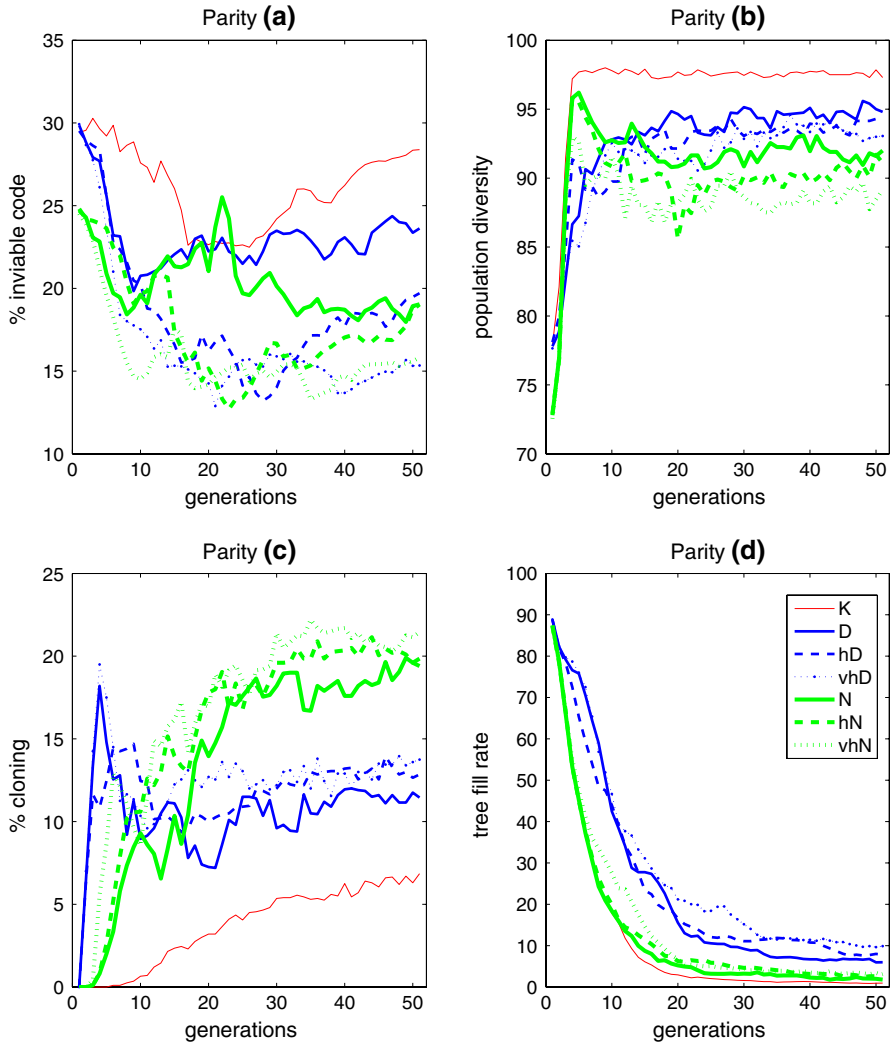 Parity (a)
% inviable code
35
30
25
20
15
10
0 10 20 30 40 50
generations
Parity (b)
population diversity
100
95
90
85
80
75
70
0 10 20 30 40 50
generations
Parity (c)
% cloning
25
20
15
10
5
0
0 10 20 30 40 50
generations
Parity (d)
tree fill rate
100
90
80
70
60
50
40
30
20
10
0
0 10 20 30 40 50
generations
K
D
hD
vhD
N
hN
vhN